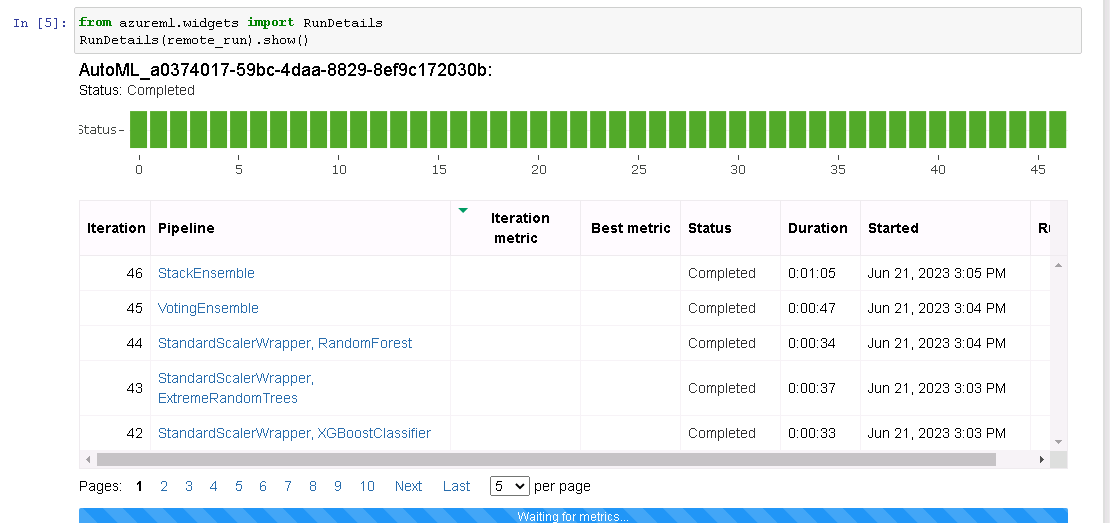 In [5]:
from azureml.widgets import RunDetails
RunDetails(remote_run).show()
AutoML_a0374017-59bc-4daa-8829-8ef9c172030b:
Status: Completed
Status
0 5 10 15 20 25 30 35 40 45
Iteration Pipeline Iteration metric Best metric Status Duration Started
46 StackEnsemble Completed 0:01:05 Jun 21, 2023 3:05 PM
45 VotingEnsemble Completed 0:00:47 Jun 21, 2023 3:04 PM
44 StandardScalerWrapper, RandomForest Completed 0:00:34 Jun 21, 2023 3:04 PM
43 StandardScalerWrapper, ExtremeRandomTrees Completed 0:00:37 Jun 21, 2023 3:03 PM
42 StandardScalerWrapper, XGBoostClassifier Completed 0:00:33 Jun 21, 2023 3:03 PM
Pages: 1 2 3 4 5 6 7 8 9 10 Next Last 5 per page
Waiting for metrics...